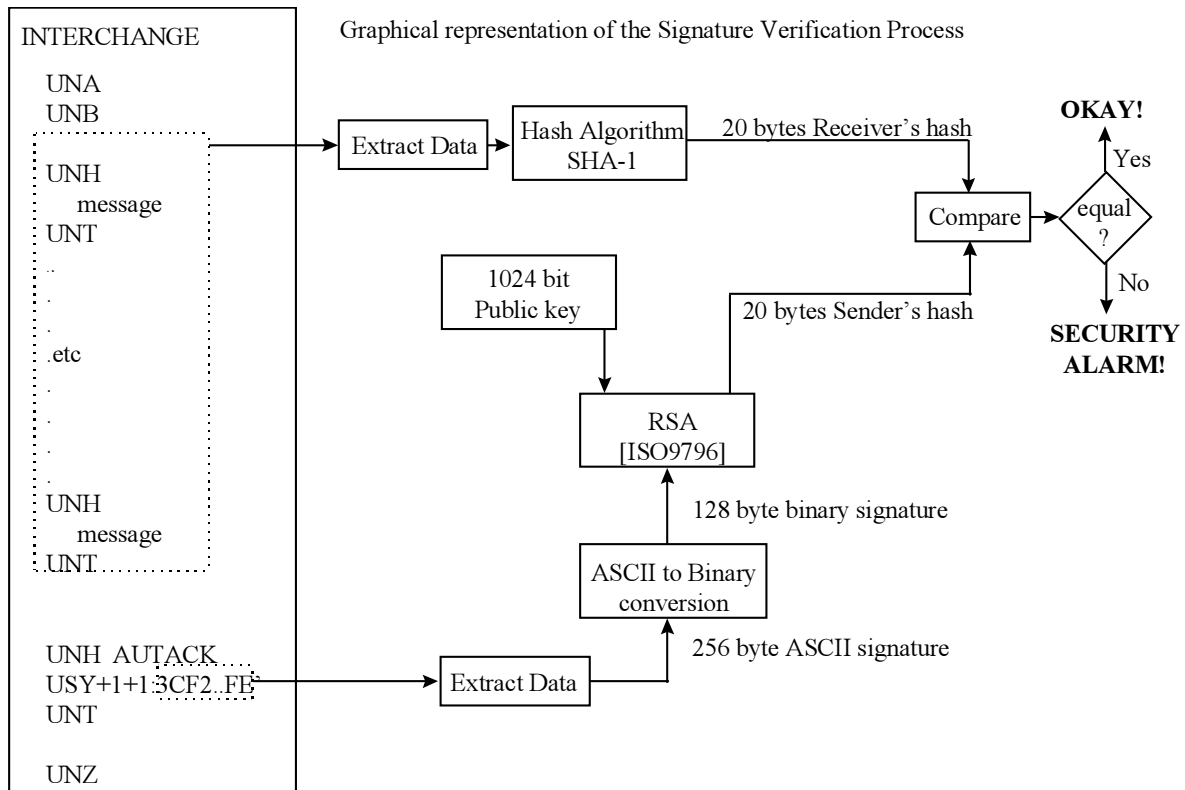 Graphical representation of the Signature Verification Process
INTERCHANGE
UNA
UNB
UNH
message
UNT
..
.
.
.etc
.
.
.
.
UNH
message
UNT
UNH AUTACK
USY+1+1:3CF2..FE'
UNT
UNZ
Extract Data
Hash Algorithm
SHA-1
20 bytes Receiver's hash
Compare
equal
?
Yes
OKAY!
No
SECURITY
ALARM!
1024 bit
Public key
20 bytes Sender's hash
RSA
[ISO9796]
128 byte binary signature
ASCII to Binary
conversion
256 byte ASCII signature
Extract Data